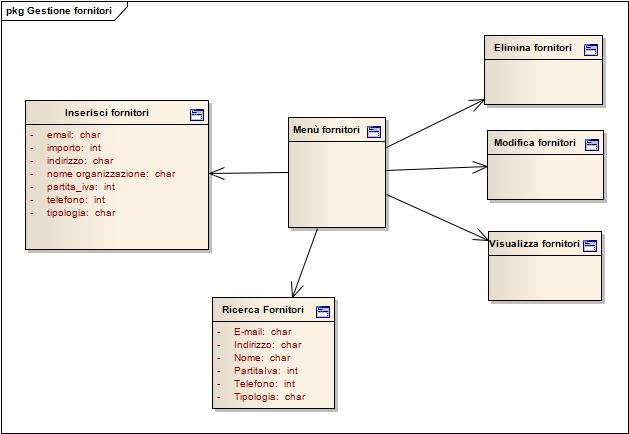 pkg Gestione fornitori
Elimina fornitori
Inserisci fornitori
- email: char
- importo: int
- indirizzo: char
- nome organizzazione: char
- partita_iva: int
- telefono: int
- tipologia: char
Menù fornitori
Modifica fornitori
Visualizza fornitori
Ricerca Fornitori
- E-mail: char
- Indirizzo: char
- Nome: char
- PartitaIva: int
- Telefono: int
- Tipologia: char